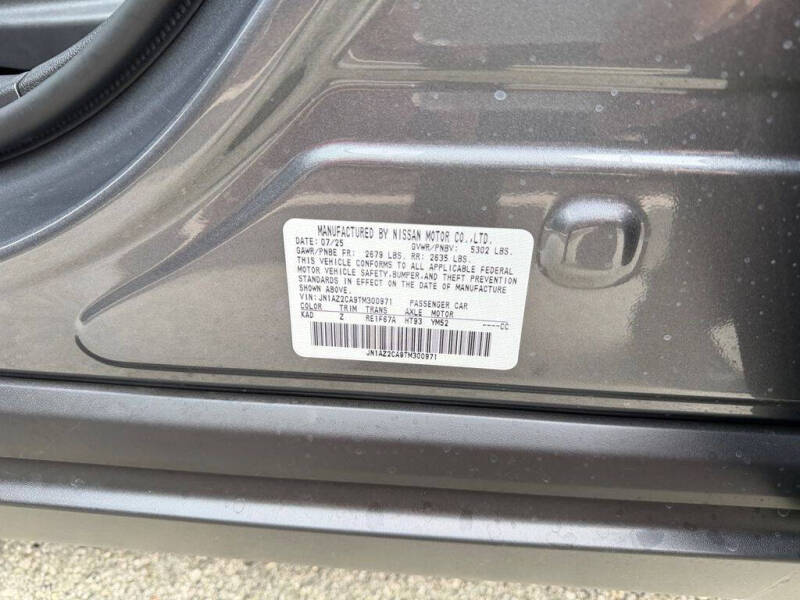 MANUFACTURED BY NISSAN MOTOR CO.,LTD.
DATE: 07/25 GVWR/PNBV: 5302 LBS.
GAWR/PNBE FR: 2679 LBS. RR: 2635 LBS.
THIS VEHICLE CONFORMS TO ALL APPLICABLE FEDERAL
MOTOR VEHICLE SAFETY,BUMPER,AND THEFT PREVENTION
STANDARDS IN EFFECT ON THE DATE OF MANUFACTURE
SHOWN ABOVE.
VIN: JN1AZ2CA9TM300971 PASSENGER CAR
COLOR TRIM TRANS AXLE MOTOR
KAD Z RE1F67A HT93 YM52 ----CC
JN1AZ2CA9TM300971